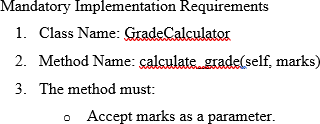 Mandatory Implementation Requirements
1. Class Name: GradeCalculator
2. Method Name: calculate_grade(self, marks)
3. The method must:
o Accept marks as a parameter.